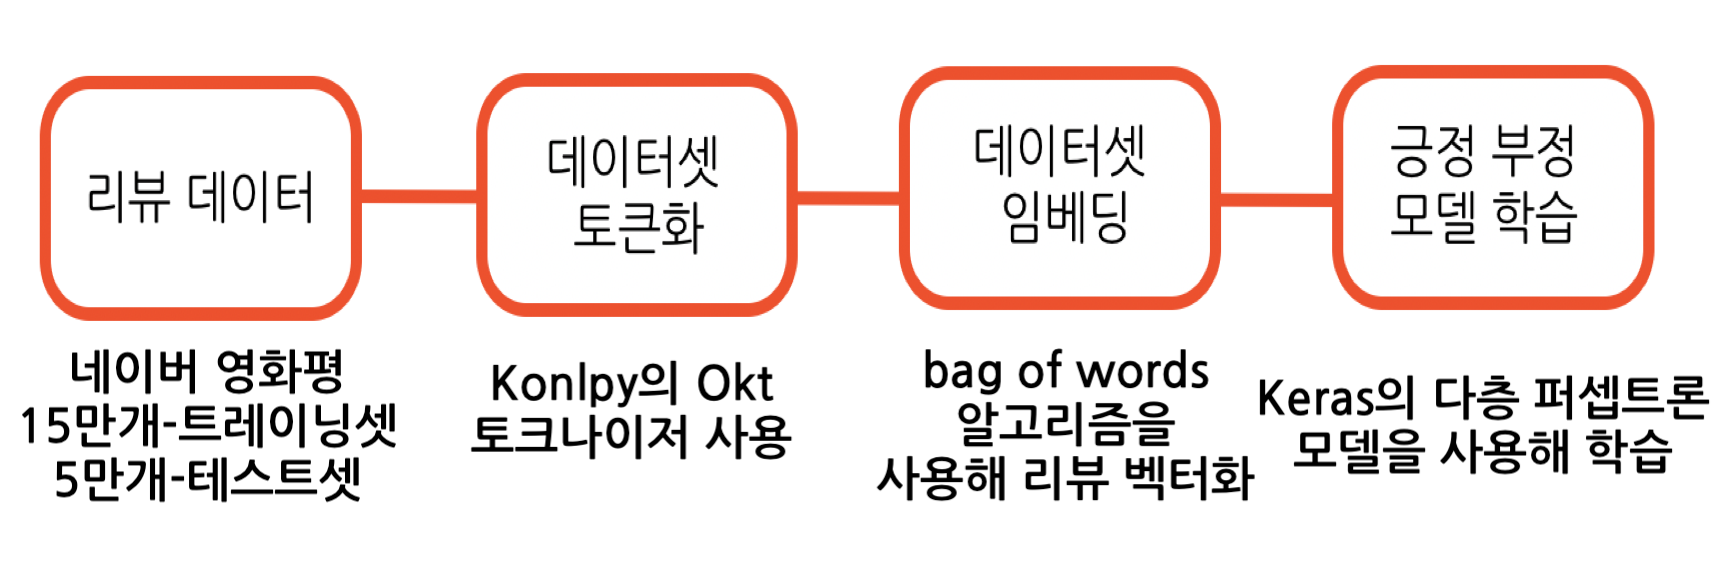 리뷰 데이터
네이버 영화평
15만개-트레이닝셋
5만개-테스트셋
데이터셋
토큰화
Konlpy의 Okt
토크나이저 사용
데이터셋
임베딩
bag of words
알고리즘을
사용해 리뷰 벡터화
긍정 부정
모델 학습
Keras의 다층 퍼셉트론
모델을 사용해 학습